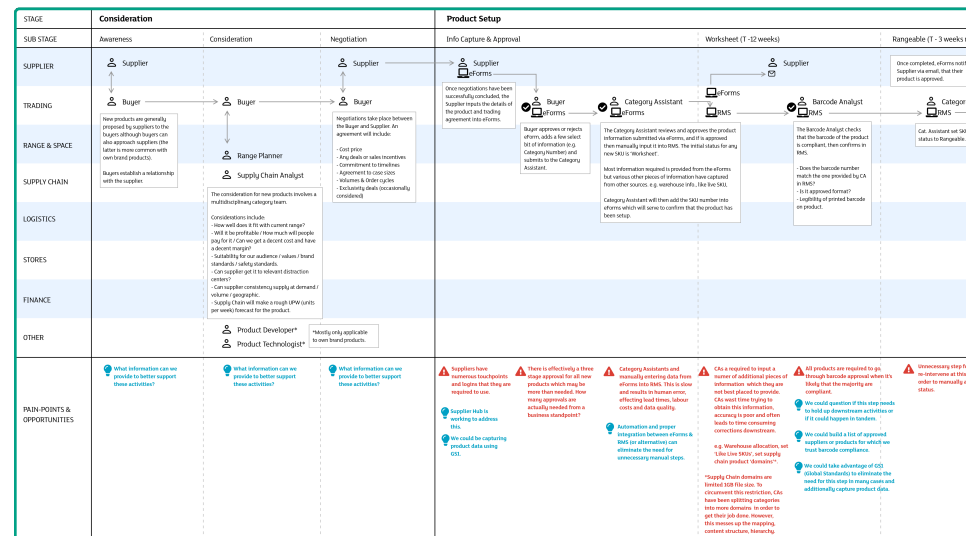 STAGE
Consideration
Product Setup
SUB STAGE
Awareness
Consideration
Negotiation
Info Capture & Approval
Worksheet (T -12 weeks)
Rangeable (T - 3 weeks
SUPPLIER
Supplier
Supplier
Supplier
eForms
Supplier
Once completed, eForms notif
Supplier via email, that their
product is approved.
TRADING
Buyer
Buyer
Buyer
Once negotiations have been
successfully concluded, the
Supplier inputs the details of
the product and trading
agreement into eForms.
Buyer
eForms
Category Assistant
eForms
eForms
RMS
Barcode Analyst
RMS
Categor
RMS
New products are generally
proposed by suppliers to the
buyers although buyers can
also approach suppliers (the
latter is more common with
own brand products).
Buyers establish a relationship
with the supplier.
Negotiations take place between
the Buyer and Supplier. An
agreement will include:
- Cost price
- Any deals or sales incentives
- Commitment to timelines
- Agreement to case sizes
- Volumes & Order cycles
- Exclusivity deals (occasionally
considered)
Buyer approves or rejects
eForm, adds a few select
bit of information (e.g.
Category Number) and
submits to the Category
Assistant.
The Category Assistant reviews and approves the product
information submitted via eForms, and if is approved
then manually input it into RMS. The initial status for any
new SKU is 'Worksheet'.
Most information required is provided from the eForms
but various other pieces of information have captured
from other sources. e.g. warehouse info., like live SKU.
Category Assistant will then add the SKU number into
eForms which will serve to confirm that the product has
been setup.
The Barcode Analyst checks
that the barcode of the product
is compliant, then confirms in
RMS.
- Does the barcode number
match the one provided by CA
in RMS?
- Is it approved format?
- Legibility of printed barcode
on product.
Cat. Assistant set SK
status to Rangeable.
RANGE & SPACE
Range Planner
SUPPLY CHAIN
Supply Chain Analyst
The consideration for new products involves a
multidisciplinary category team.
Considerations include:
- How well does it fit with current range?
- Will it be profitable / How much will people
pay for it / Can we get a decent cost and have
a decent margin?
- Suitability for our audience / values / brand
standards / safety standards.
- Can supplier get it to relevant distraction
centers?
- Can supplier consistency supply at demand /
volume / geographic.
- Supply Chain will make a rough UPW (units
per week) forecast for the product.
LOGISTICS
STORES
FINANCE
OTHER
Product Developer*
Product Technologist*
*Mostly only applicable
to own brand products.
PAIN-POINTS &
OPPORTUNITIES
What information can we
provide to better support
these activities?
What information can we
provide to better support
these activities?
What information can we
provide to better support
these activities?
Suppliers have
numerous touchpoints
and logins that they are
required to use.
Supplier Hub is
working to address
this.
We could be capturing
product data using
GS1.
There is effectively a three
stage approval for all new
products which may be
more than needed. How
many approvals are
actually needed from a
business standpoint?
Category Assistants and
manually entering data from
eForms into RMS. This is slow
and results in human error,
effecting lead times, labour
costs and data quality.
Automation and proper
integration between eForms &
RMS (or alternative) can
eliminate the need for
unnecessary manual steps.
CAs a required to input a
numer of additional pieces of
information which they are
not best placed to provide.
CAs wast time trying to
obtain this information,
accuracy is poor and often
leads to time consuming
corrections downstream.
e.g. Warehouse allocation, set
'Like Live SKUs', set supply
chain product 'domains'*.
*Supply Chain domains are
limited 1GB file size. To
circumvent this restriction, CAs
have been splitting categories
into more domains in order to
get their job done. However,
this messes up the mapping,
content structure, hierarchy.
All products are required to go
through barcode approval when it's
likely that the majority are
compliant.
We could question if this step needs
to hold up downstream activities or
if it could happen in tandem.
We could build a list of approved
suppliers or products for which we
trust barcode compliance.
We could take advantage of GS1
(Global Standards) to eliminate the
need for this step in many cases and
additionally capture product data.
Unnecessary step f
re-intervene at this
order to manually a
status.